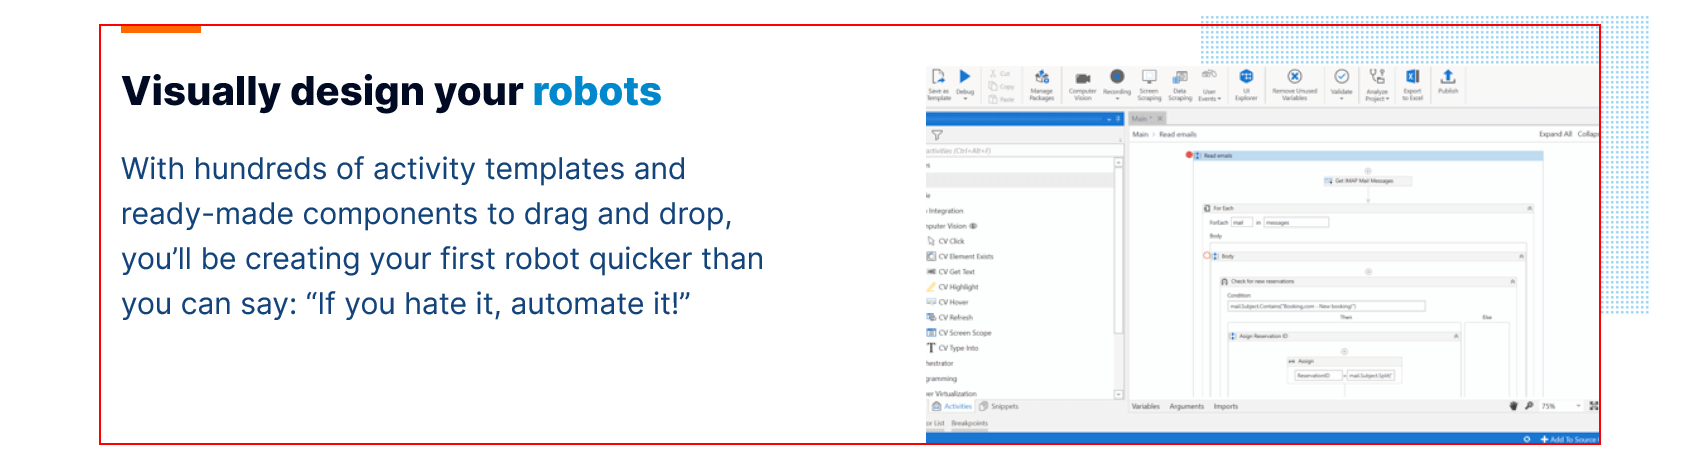 Visually design your robots
With hundreds of activity templates and
ready-made components to drag and drop,
you’ll be creating your first robot quicker than
you can say: “If you hate it, automate it!”
Save as Template
Debug
Cut
Copy
Paste
Manage Packages
Computer Vision
Recording
Screen Scraping
Data Scraping
User Events
UI Explorer
Remove Unused Variables
Validate
Analyze Project
Export to Excel
Publish
Main *
Main > Read emails
Expand All
activities (Ctrl+Alt+F)
Integration
CV Click
CV Element Exists
CV Get Text
CV Highlight
CV Hover
CV Refresh
CV Screen Scope
CV Type Into
Activities
Snippets
Breakpoints
Read emails
Get IMAP Mail Messages
For Each
ForEach mail in messages
Body
Body
Check for new reservations
Condition
mail.Subject.Contains("Booking.com - New booking!")
Then
Else
Assign Reservation ID
Assign
ReservationID = mail.Subject.Split("
Variables Arguments Imports
75%
Add To Source